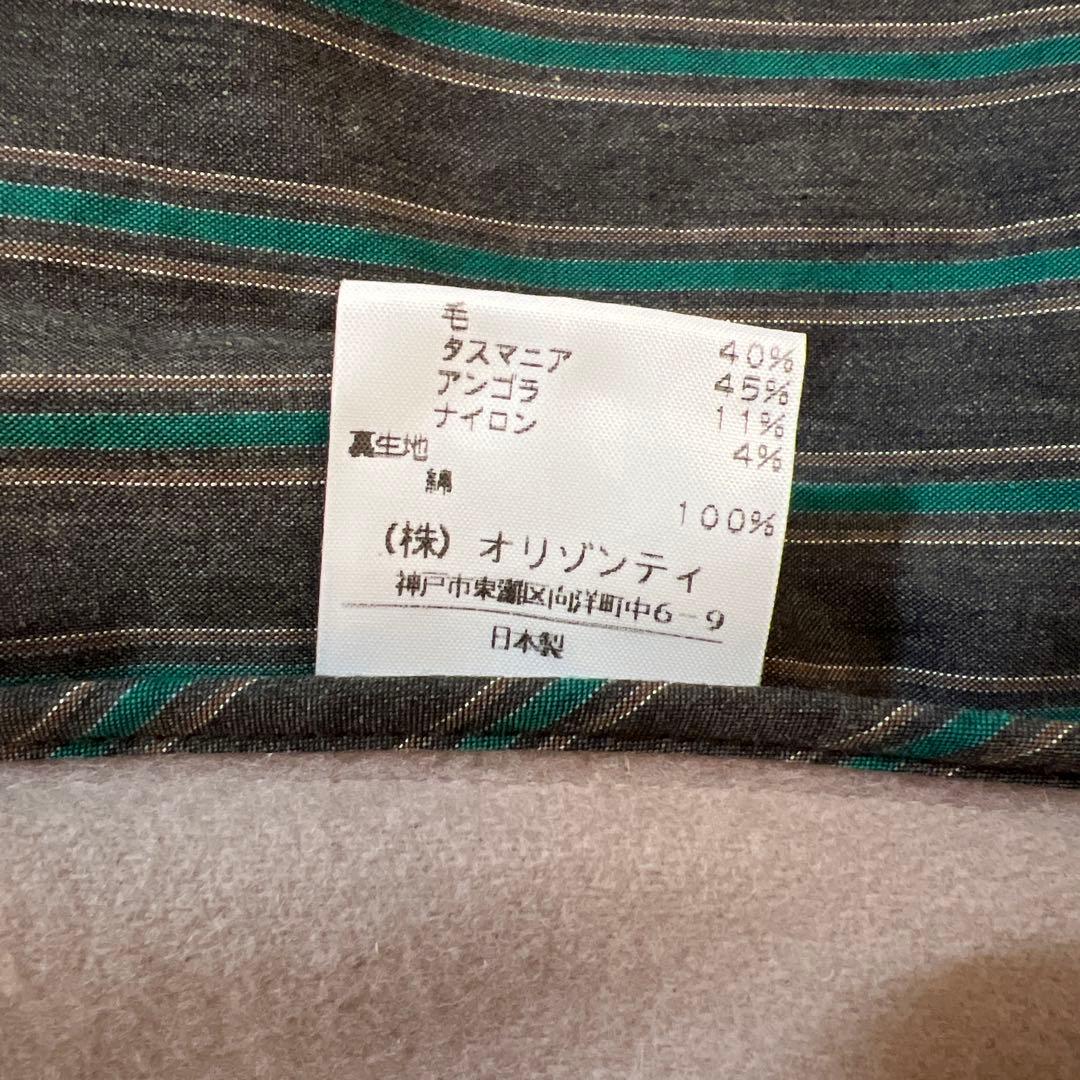 毛 40%
タスマニア 45%
アンゴラ 11%
ナイロン 4%
裏生地
綿 100%
(株) オリゾンティ
神戸市東灘区向洋町中6-9
日本製